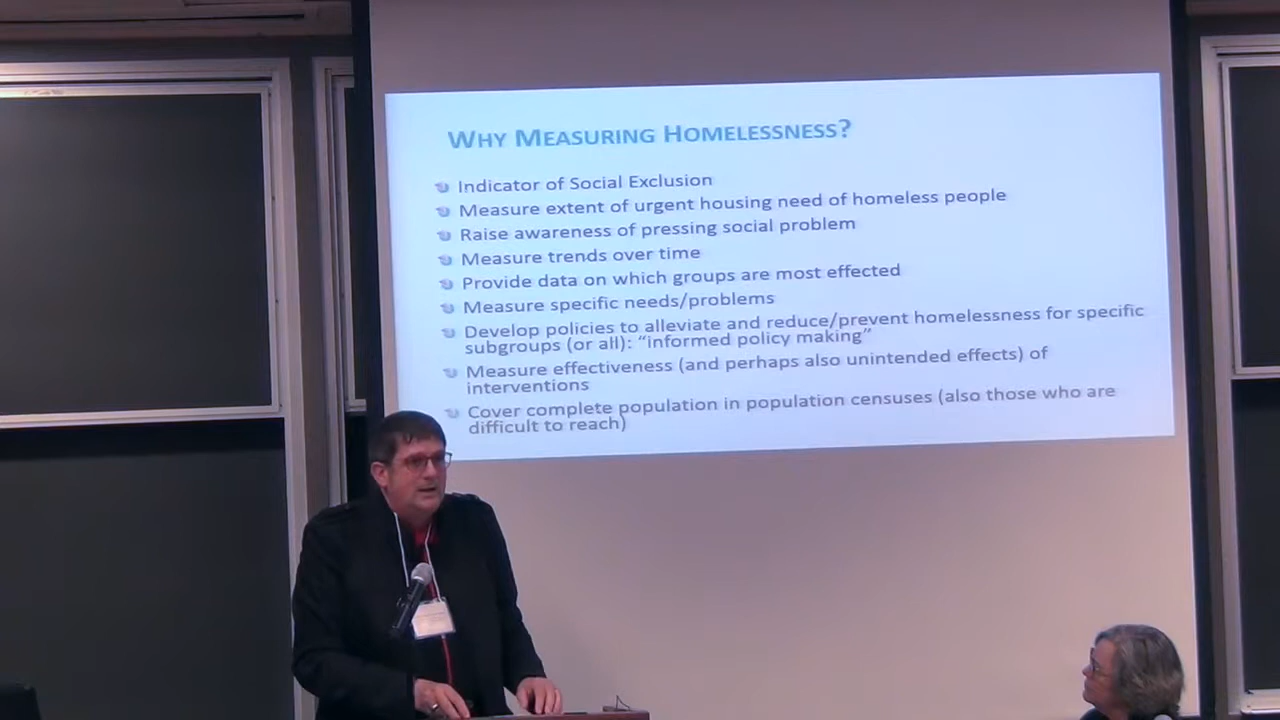 WHY MEASURING HOMELESSNESS?
Indicator of Social Exclusion
Measure extent of urgent housing need of homeless people
Raise awareness of pressing social problem
Measure trends over time
Provide data on which groups are most effected
Measure specific needs/problems
Develop policies to alleviate and reduce/prevent homelessness for specific
subgroups (or all): “informed policy making”
Measure effectiveness (and perhaps also unintended effects) of
interventions
Cover complete population in population censuses (also those who are
difficult to reach)